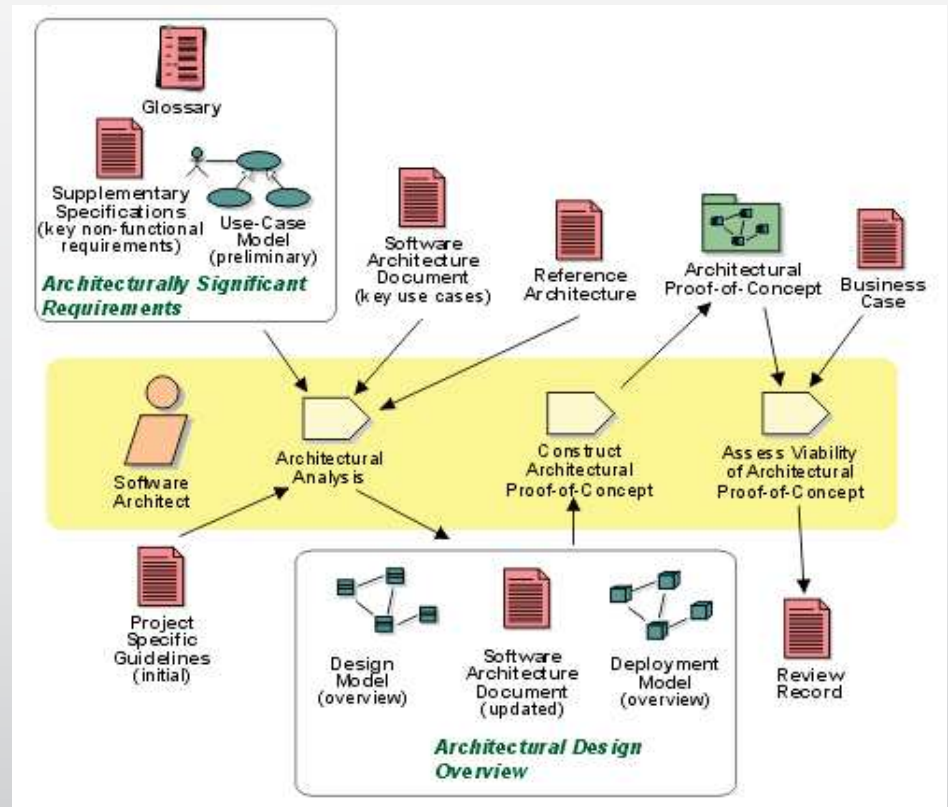 Glossary
Supplementary
Specifications
(key non-functional
requirements)
Use-Case
Model
(preliminary)
Architecturally Significant
Requirements
Software
Architecture
Document
(key use cases)
Reference
Architecture
Architectural
Proof-of-Concept
Business
Case
Software
Architect
Architectural
Analysis
Construct
Architectural
Proof-of-Concept
Assess Viability
of Architectural
Proof-of-Concept
Project
Specific
Guidelines
(initial)
Design
Model
(overview)
Software
Architecture
Document
(updated)
Deployment
Model
(overview)
Architectural Design
Overview
Review
Record